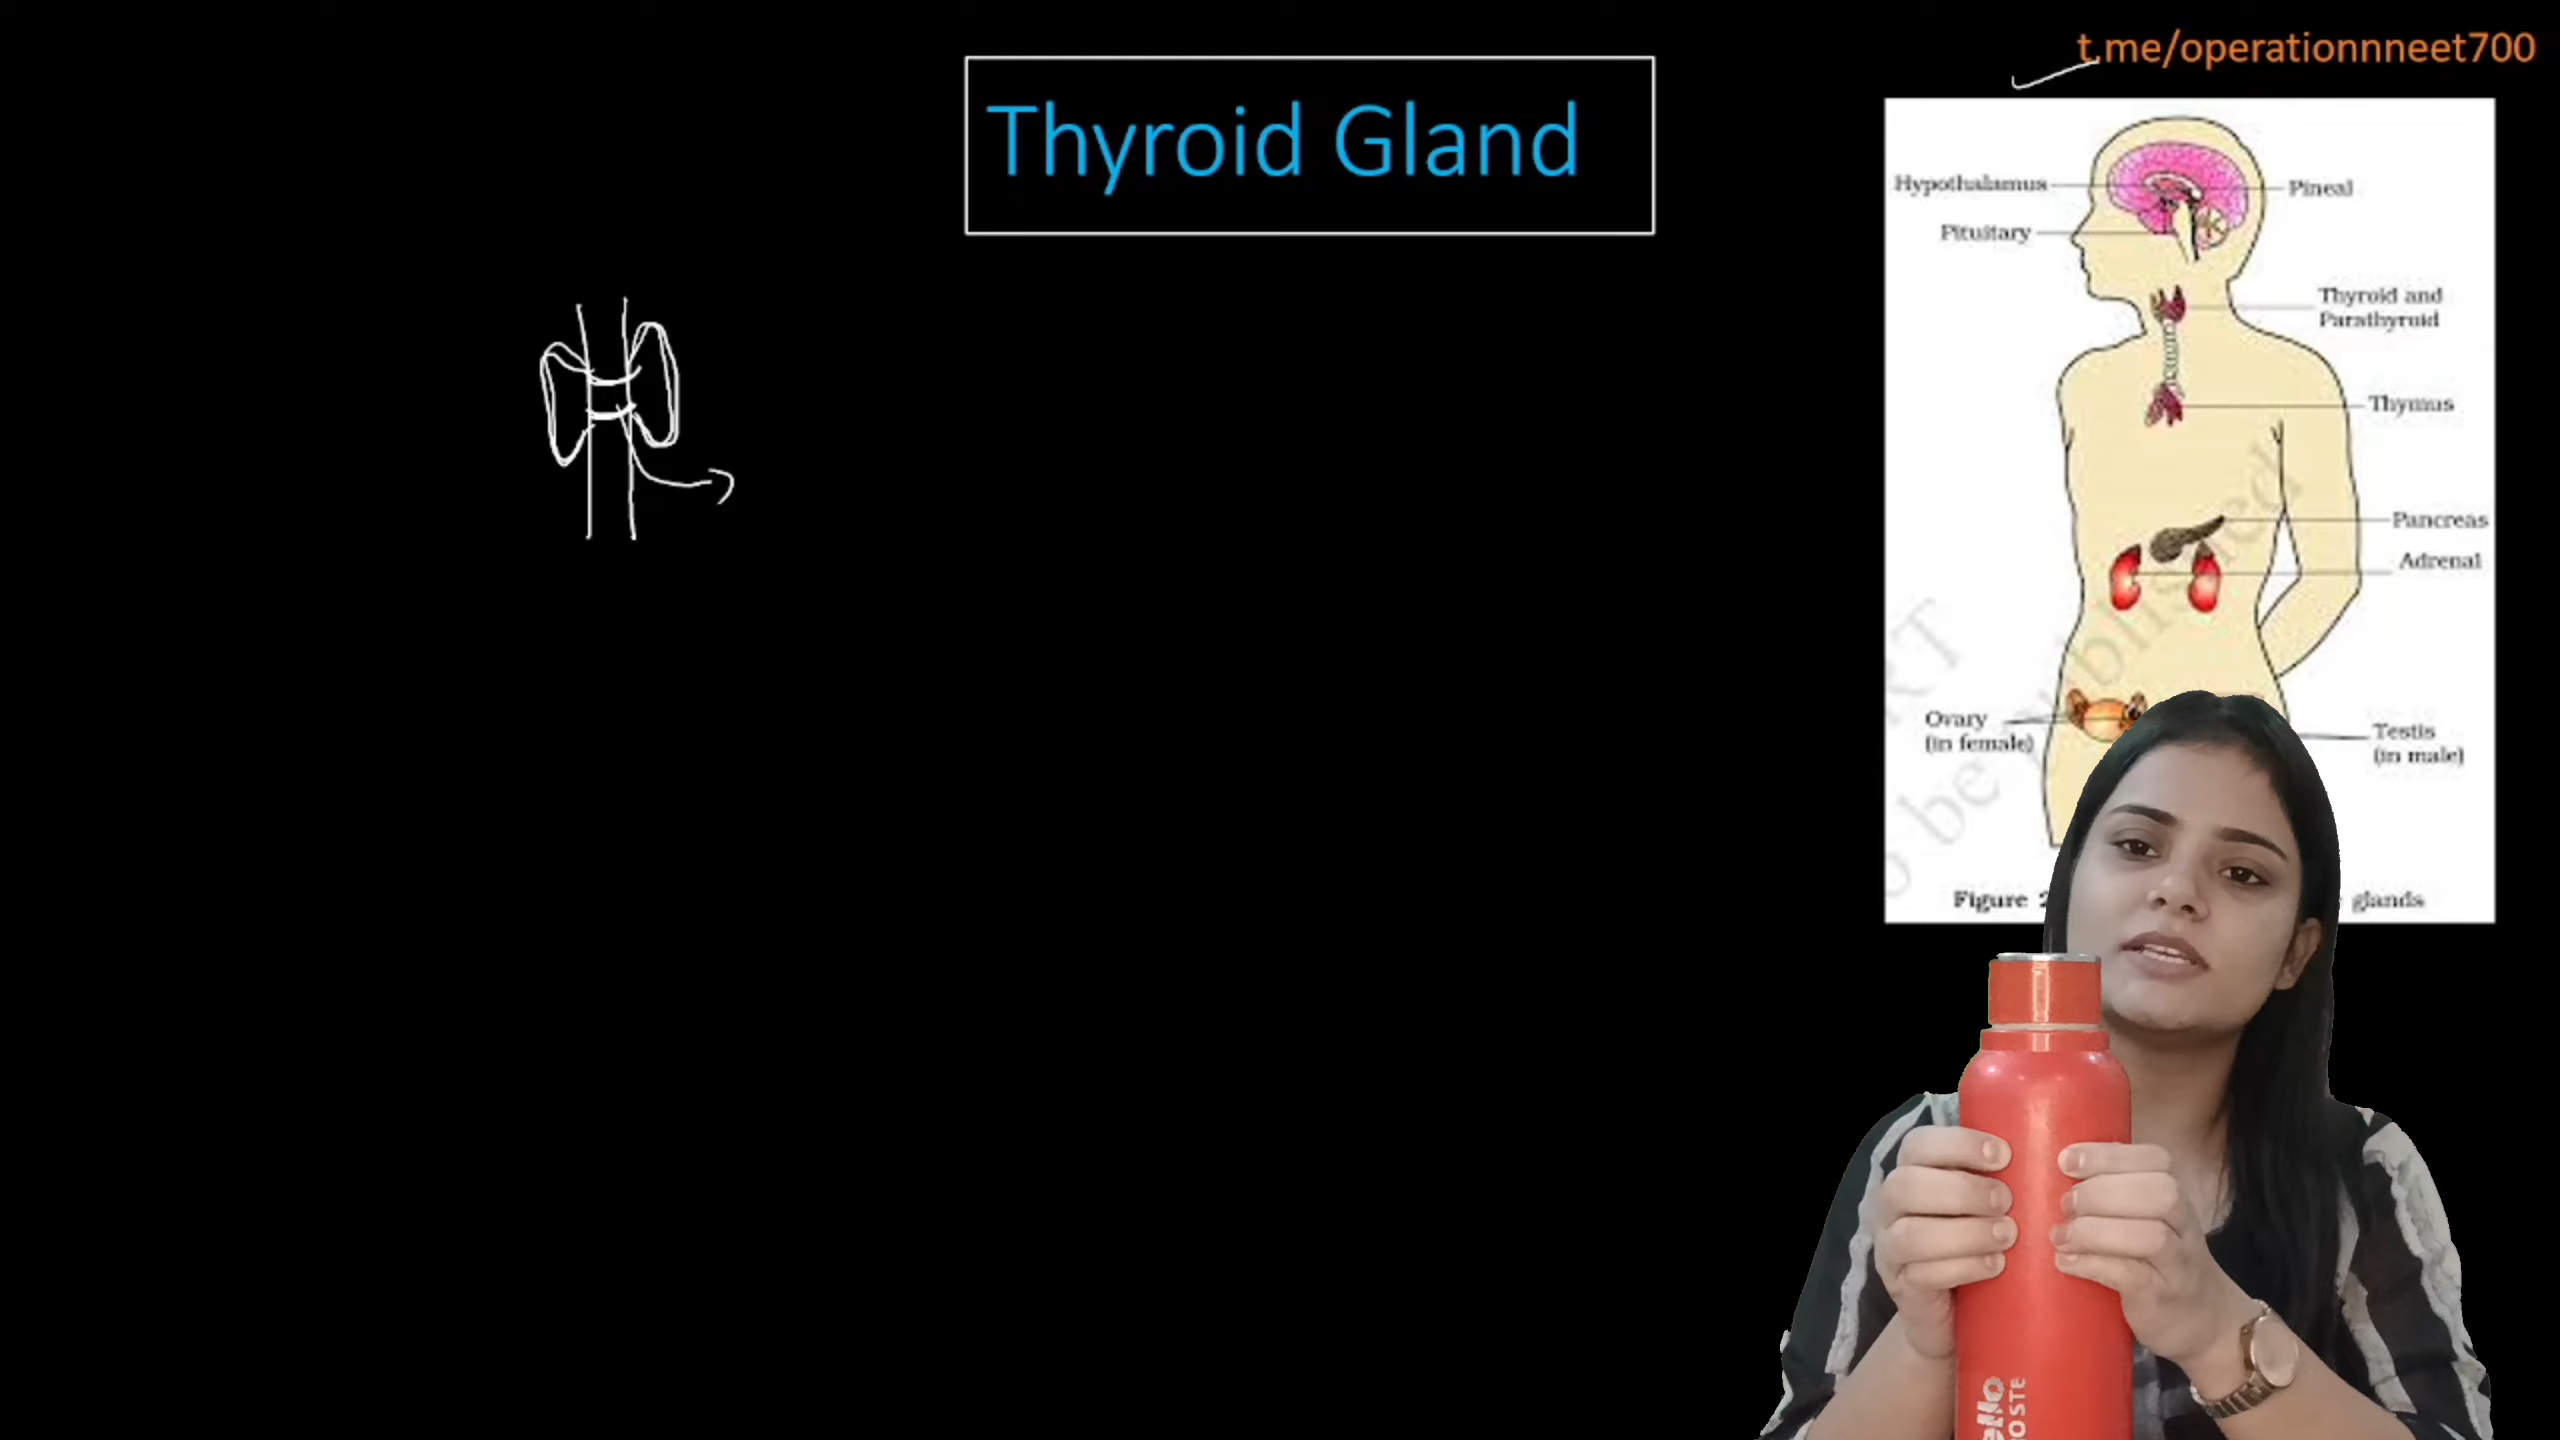 t.me/operationnneet700
Thyroid Gland
Hypothalamus
Pineal
Pituitary
Thyroid and
Parathyroid
Thymus
Pancreas
Adrenal
Ovary
(in female)
Testis
(in male)
Figure 2
glands